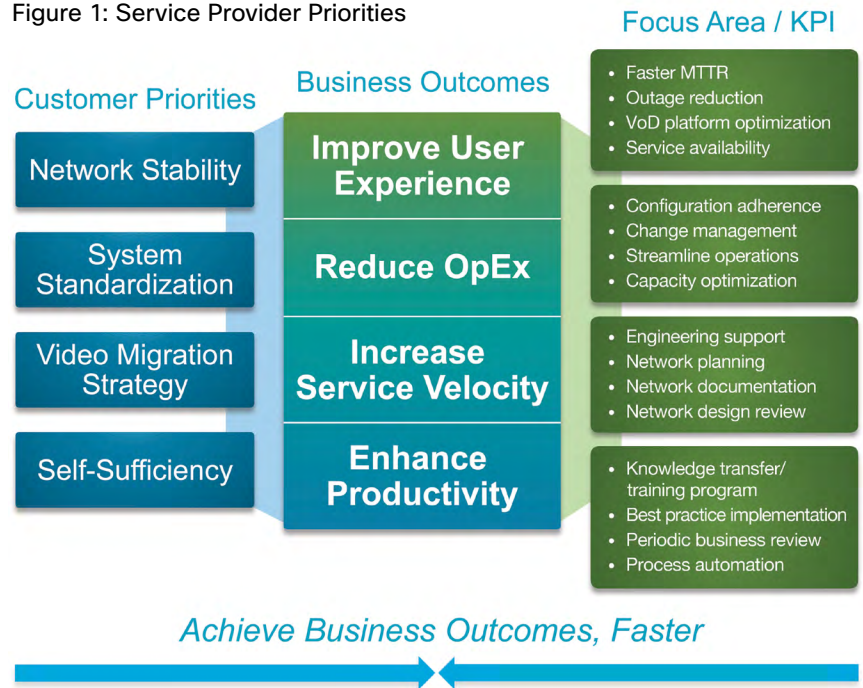 Figure 1: Service Provider Priorities
Customer Priorities
Network Stability
System
Standardization
Video Migration
Strategy
Self-Sufficiency
Business Outcomes
Improve User
Experience
Reduce OpEx
Increase
Service Velocity
Enhance
Productivity
Focus Area / KPI
• Faster MTTR
• Outage reduction
• VoD platform optimization
• Service availability
• Configuration adherence
• Change management
• Streamline operations
• Capacity optimization
• Engineering support
• Network planning
• Network documentation
• Network design review
• Knowledge transfer/
training program
• Best practice implementation
• Periodic business review
• Process automation
Achieve Business Outcomes, Faster